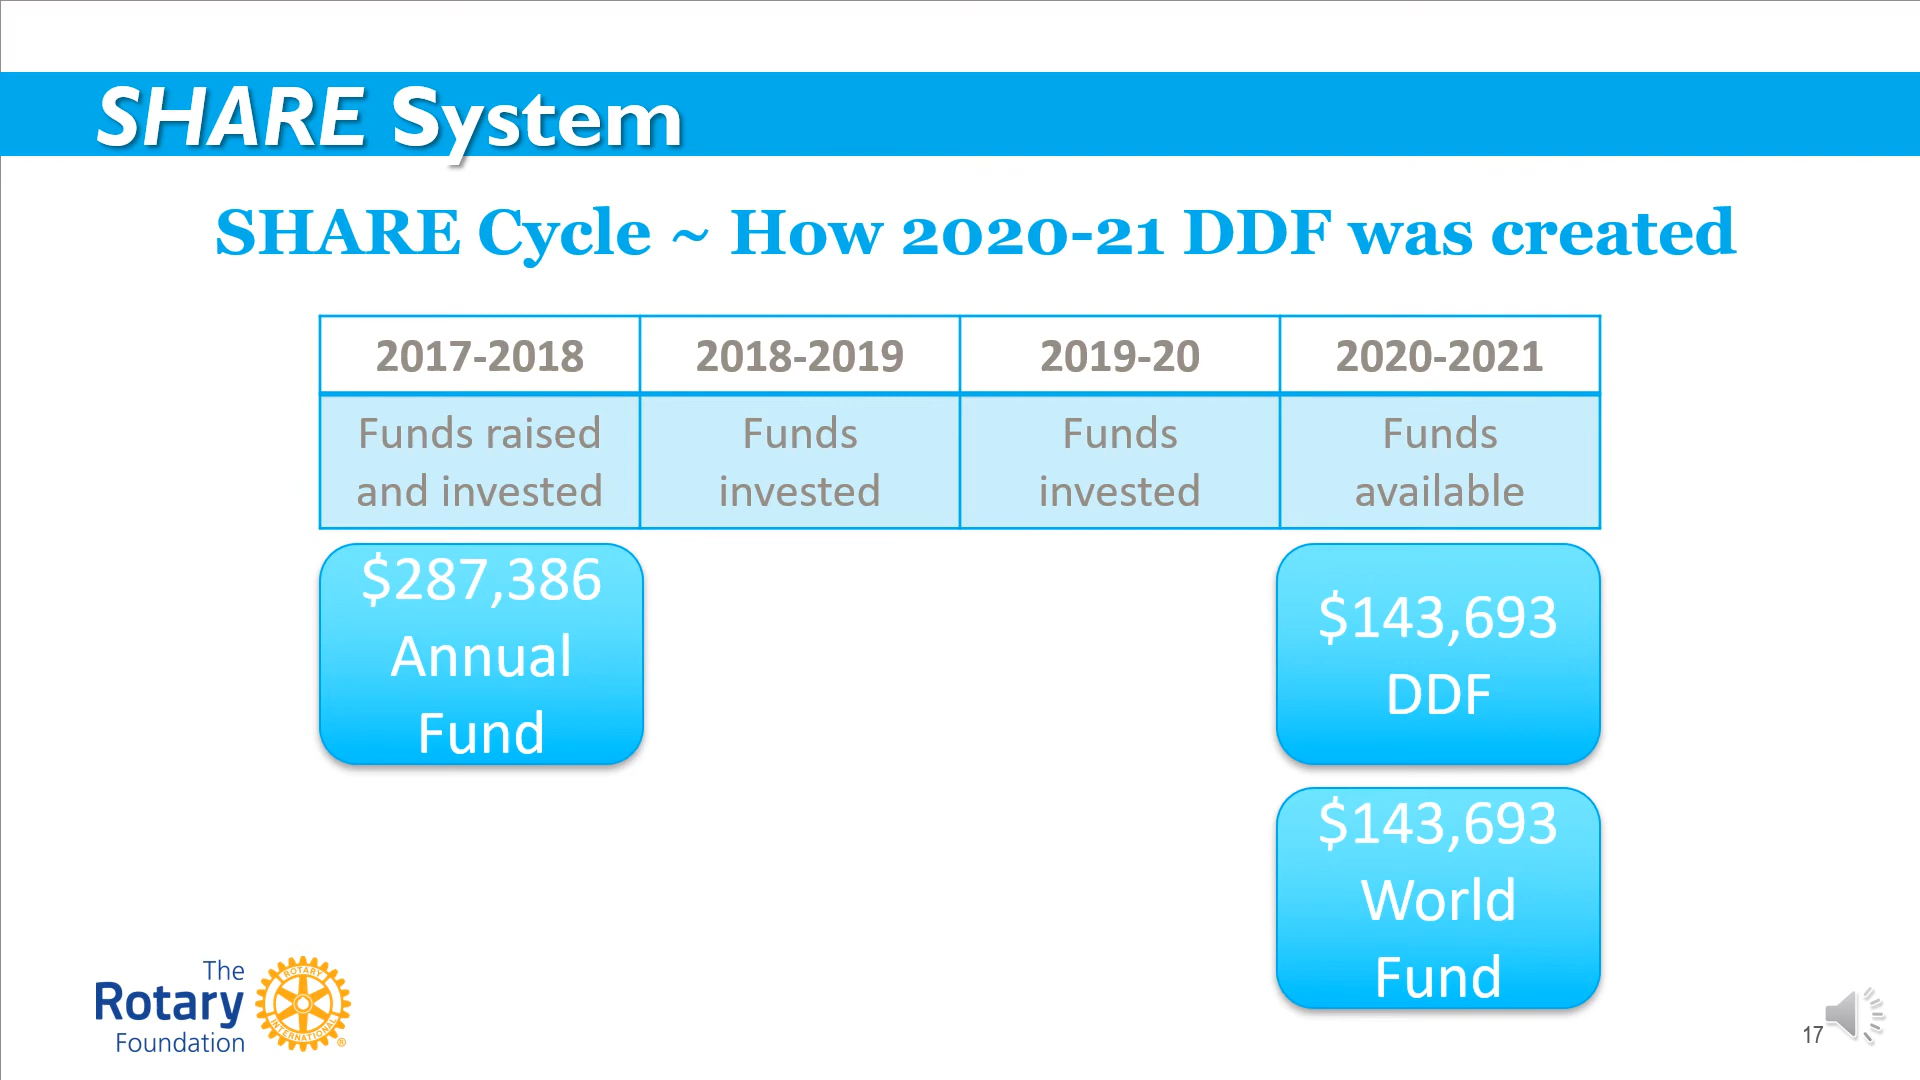 SHARE System
SHARE Cycle ~ How 2020-21 DDF was created
2017-2018 2018-2019 2019-20 2020-2021
Funds raised Funds Funds Funds
and invested invested invested available
$287,386
Annual
Fund
$143,693
DDF
$143,693
World
Fund
The
Rotary
Foundation
ROTARY
INTERNATIONAL
®
17